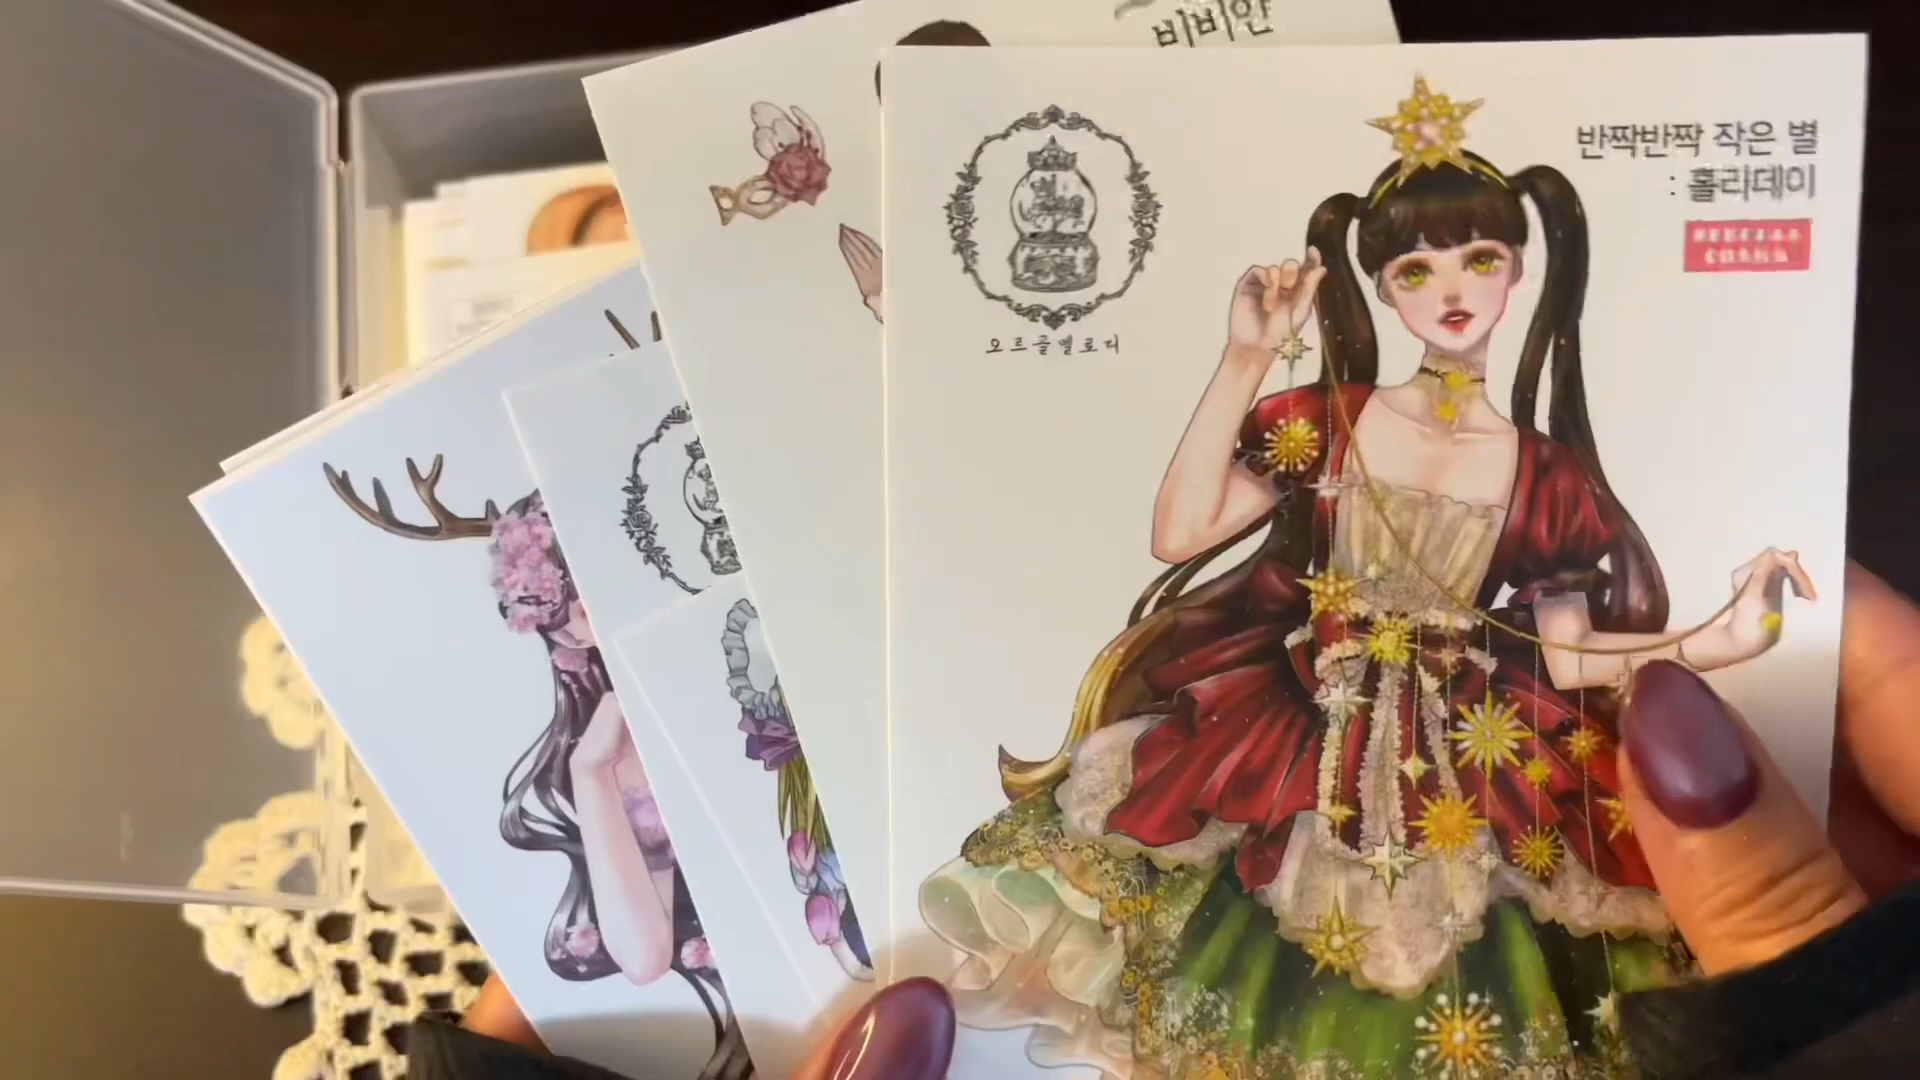 비비안
반짝반짝 작은 별
: 홀리데이
오르골멜로디